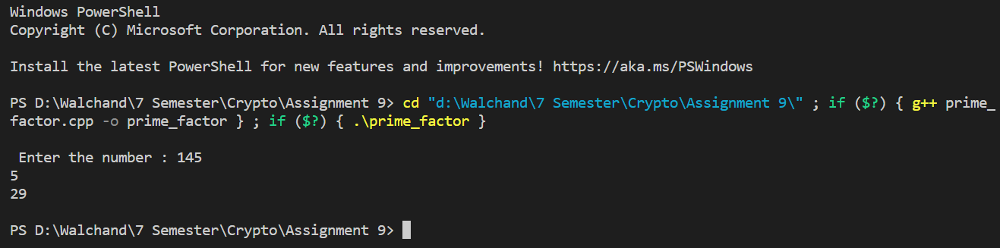 Windows PowerShell
Copyright (C) Microsoft Corporation. All rights reserved.
Install the latest PowerShell for new features and improvements! https://aka.ms/PSWindows
PS D:\Walchand\7 Semester\Crypto\Assignment 9> cd "d:\Walchand\7 Semester\Crypto\Assignment 9\" ; if ($?) { g++ prime_
factor.cpp -o prime_factor } ; if ($?) { .\prime_factor }
Enter the number : 145
5
29
PS D:\Walchand\7 Semester\Crypto\Assignment 9>